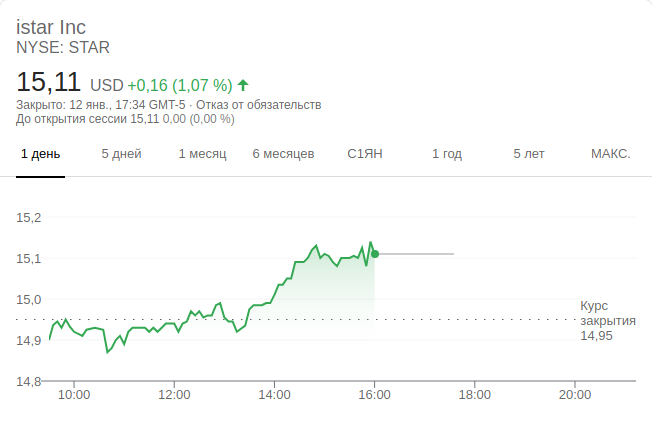 istar Inc
NYSE: STAR
15,11 USD +0,16 (1,07 %)
Закрыто: 12 янв., 17:34 GMT-5 · Отказ от обязательств
До открытия сессии 15,11 0,00 (0,00 %)
1 день 5 дней 1 месяц 6 месяцев С1ЯН 1 год 5 лет МАКС.
15,2
15,1
15,0
Курс
закрытия
14,95
14,9
14,8
10:00 12:00 14:00 16:00 18:00 20:00